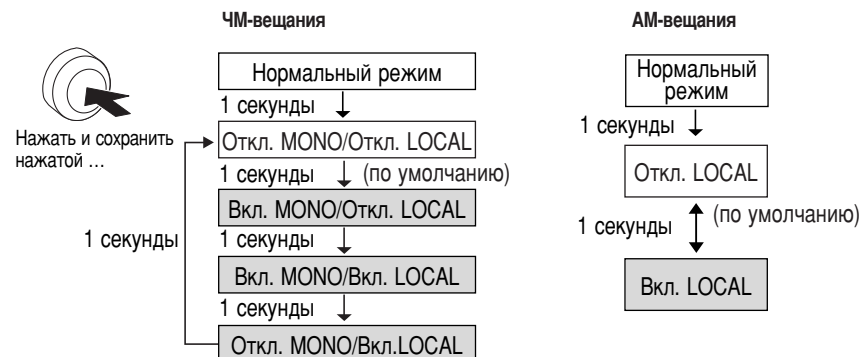 ЧМ-вещания
Нормальный режим
1 секунды
Нажать и сохранить
нажатой ...
Откл. MONO/Откл. LOCAL
1 секунды (по умолчанию)
Вкл. MONO/Откл. LOCAL
1 секунды
1 секунды
Вкл. MONO/Вкл. LOCAL
1 секунды
Откл. MONO/Вкл.LOCAL
АМ-вещания
Нормальный
режим
1 секунды
Откл. LOCAL
1 секунды (по умолчанию)
Вкл. LOCAL